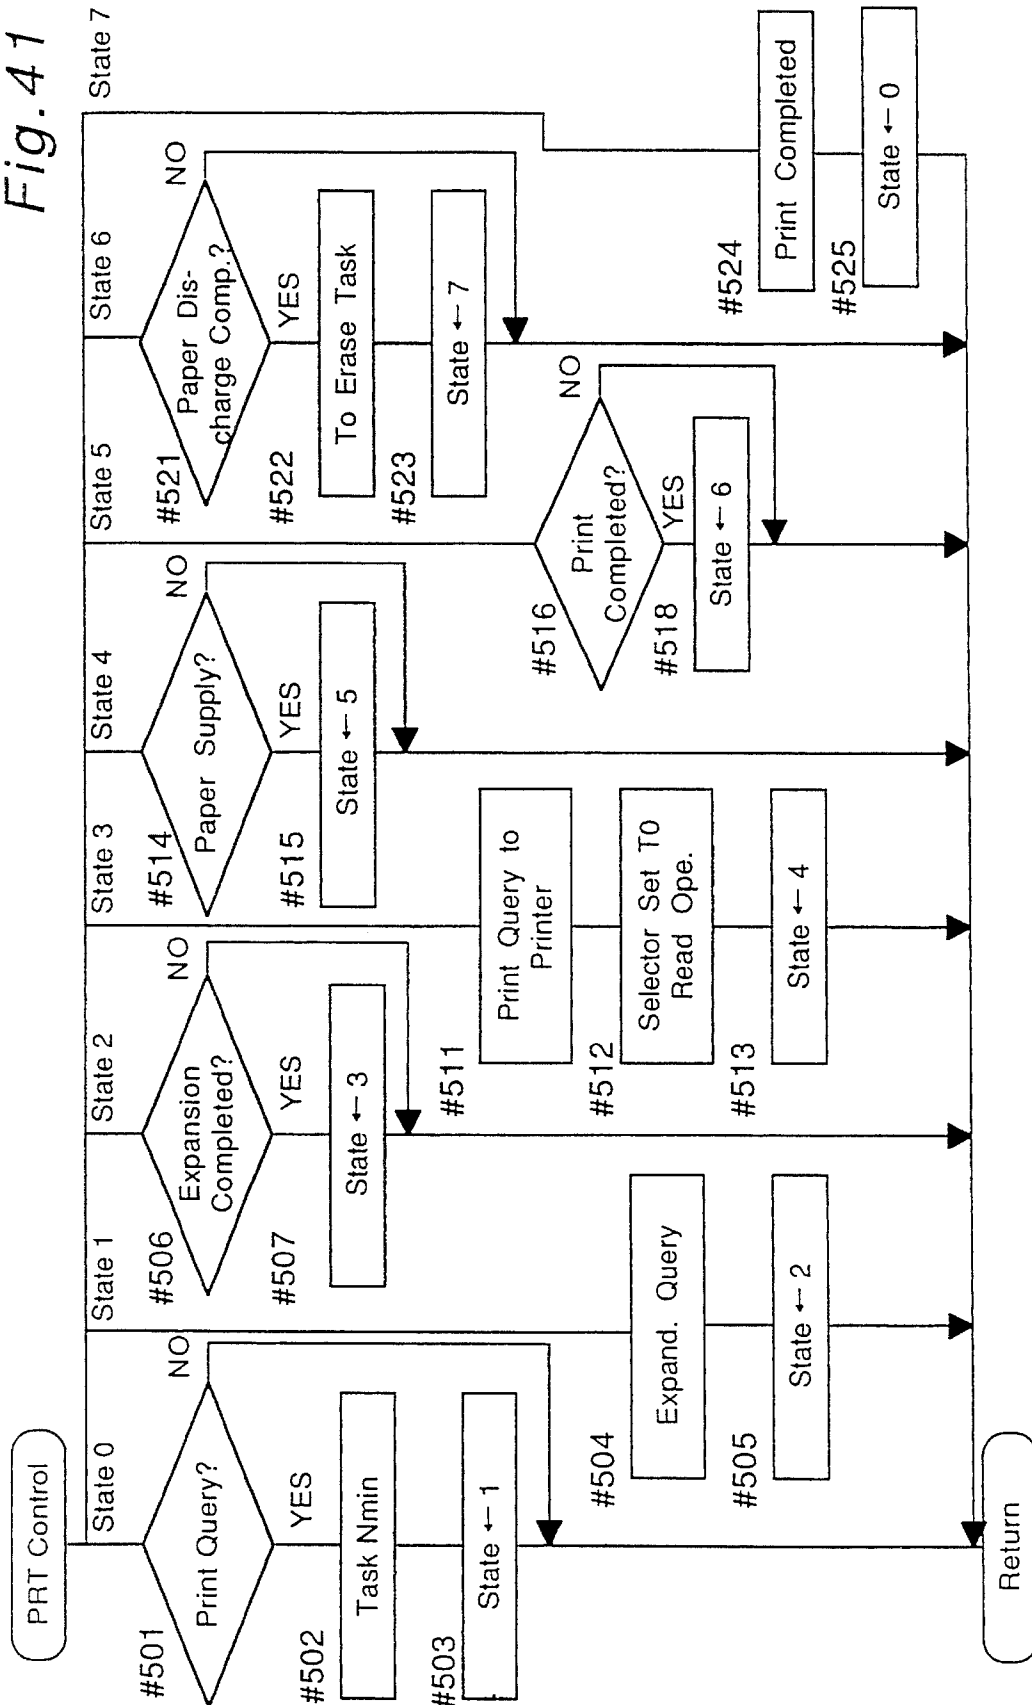 Fig. 41
PRT Control
State 0
#501
Print Query?
NO
YES
#502
Task Nmin
#503
State ← 1
State 1
#504
Expand. Query
#505
State ← 2
State 2
#506
Expansion
Completed?
NO
YES
#507
State ← 3
State 3
#511
Print Query to
Printer
#512
Selector Set TO
Read Ope.
#513
State ← 4
State 4
#514
Paper Supply?
NO
YES
#515
State ← 5
State 5
#516
Print
Completed?
NO
YES
#518
State ← 6
State 6
#521
Paper Dis-
charge Comp.?
NO
YES
#522
To Erase Task
#523
State ← 7
State 7
#524
Print Completed
#525
State ← 0
Return